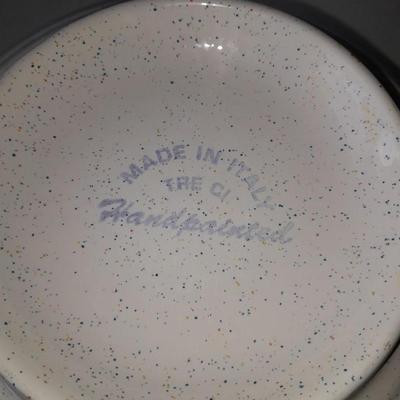 MADE IN ITALY
TRE CI
Handpainted